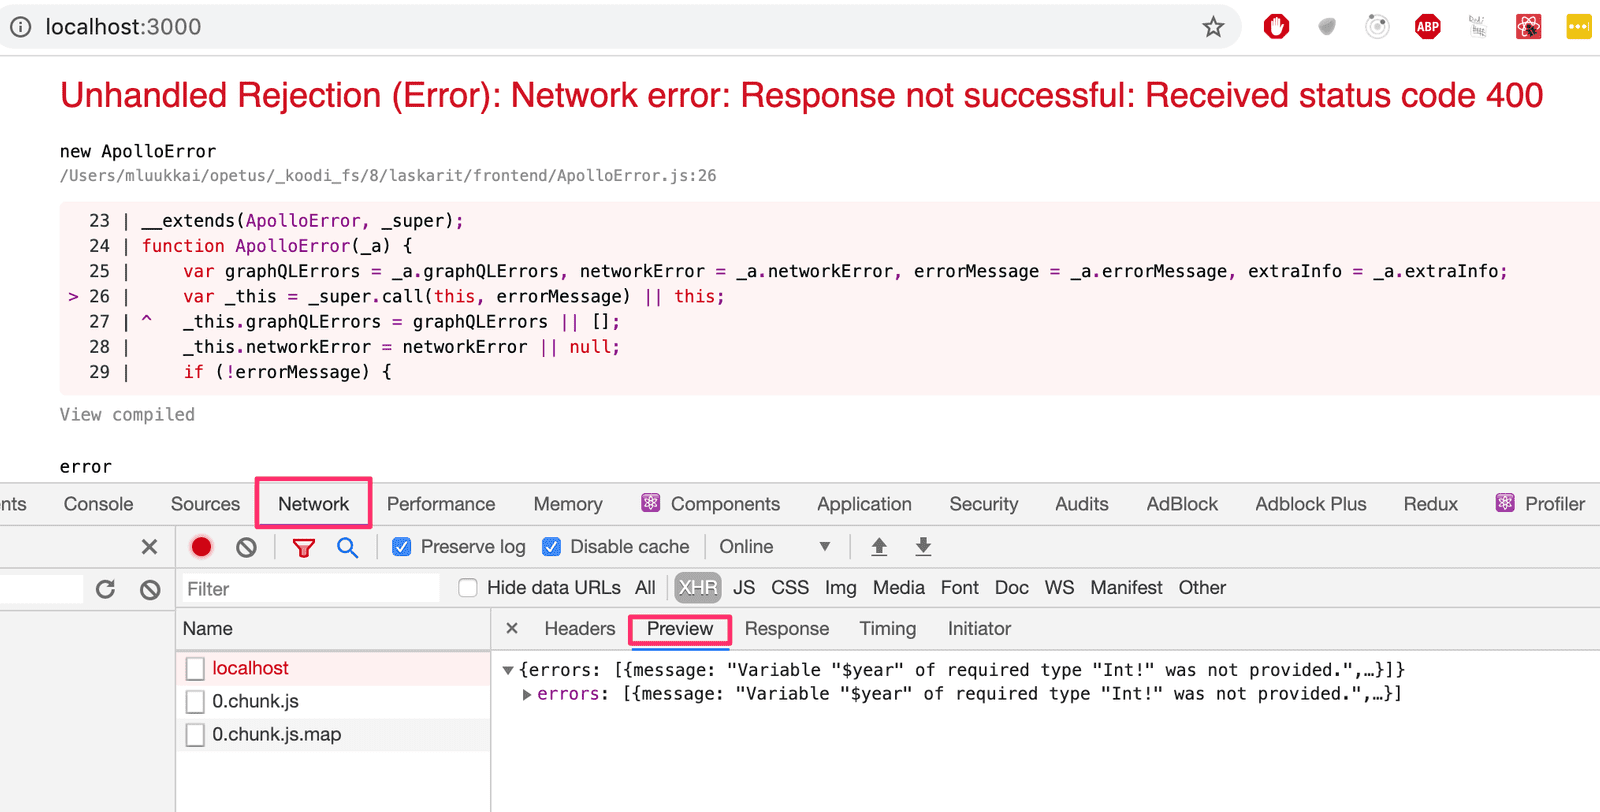 localhost:3000
ABP
Unhandled Rejection (Error): Network error: Response not successful: Received status code 400
new ApolloError
/Users/mluukkai/opetus/_koodi_fs/8/laskarit/frontend/ApolloError.js:26
23 | __extends(ApolloError, _super);
24 | function ApolloError(_a) {
25 |     var graphQLErrors = _a.graphQLErrors, networkError = _a.networkError, errorMessage = _a.errorMessage, extraInfo = _a.extraInfo;
> 26 |     var _this = _super.call(this, errorMessage) || this;
27 | ^   _this.graphQLErrors = graphQLErrors || [];
28 |     _this.networkError = networkError || null;
29 |     if (!errorMessage) {
View compiled
error
nts Console Sources Network Performance Memory Components Application Security Audits AdBlock Adblock Plus Redux Profiler
Preserve log Disable cache Online
Filter Hide data URLs All XHR JS CSS Img Media Font Doc WS Manifest Other
Name Headers Preview Response Timing Initiator
localhost
{errors: [{message: "Variable "$year" of required type "Int!" was not provided.",…}]}
errors: [{message: "Variable "$year" of required type "Int!" was not provided.",…}]
0.chunk.js
0.chunk.js.map